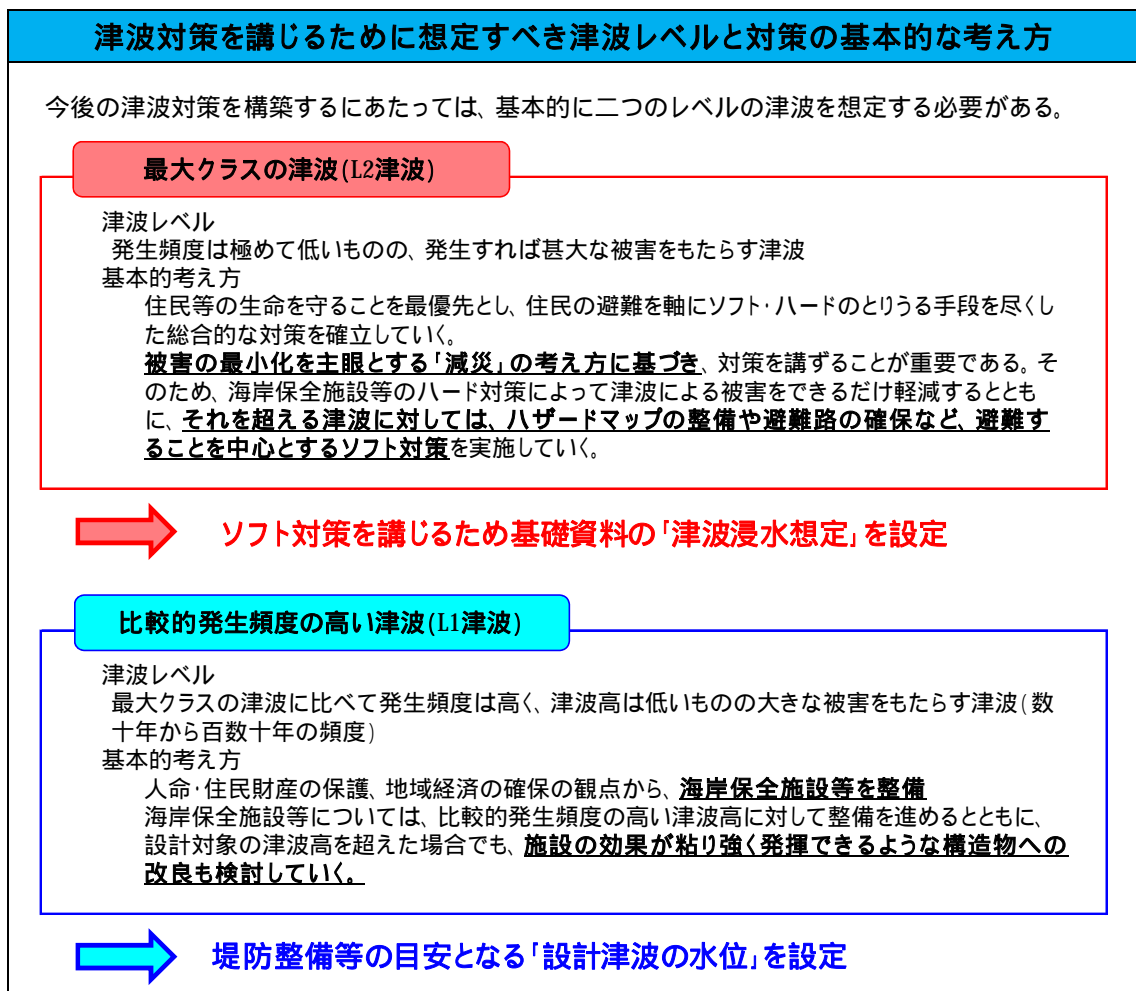 津波対策を講じるために想定すべき津波レベルと対策の基本的な考え方
今後の津波対策を構築するにあたっては、基本的に二つのレベルの津波を想定する必要がある。
最大クラスの津波(L2津波)
津波レベル
発生頻度は極めて低いものの、発生すれば甚大な被害をもたらす津波
基本的考え方
住民等の生命を守ることを最優先とし、住民の避難を軸にソフト・ハードのとりうる手段を尽くし
た総合的な対策を確立していく。
被害の最小化を主眼とする「減災」の考え方に基づき、対策を講ずることが重要である。そ
のため、海岸保全施設等のハード対策によって津波による被害をできるだけ軽減するととも
に、それを超える津波に対しては、ハザードマップの整備や避難路の確保など、避難す
ることを中心とするソフト対策を実施していく。
ソフト対策を講じるため基礎資料の「津波浸水想定」を設定
比較的発生頻度の高い津波(L1津波)
津波レベル
最大クラスの津波に比べて発生頻度は高く、津波高は低いものの大きな被害をもたらす津波(数
十年から百数十年の頻度)
基本的考え方
人命・住民財産の保護、地域経済の確保の観点から、海岸保全施設等を整備
海岸保全施設等については、比較的発生頻度の高い津波高に対して整備を進めるとともに、
設計対象の津波高を超えた場合でも、施設の効果が粘り強く発揮できるような構造物への
改良も検討していく。
堤防整備等の目安となる「設計津波の水位」を設定